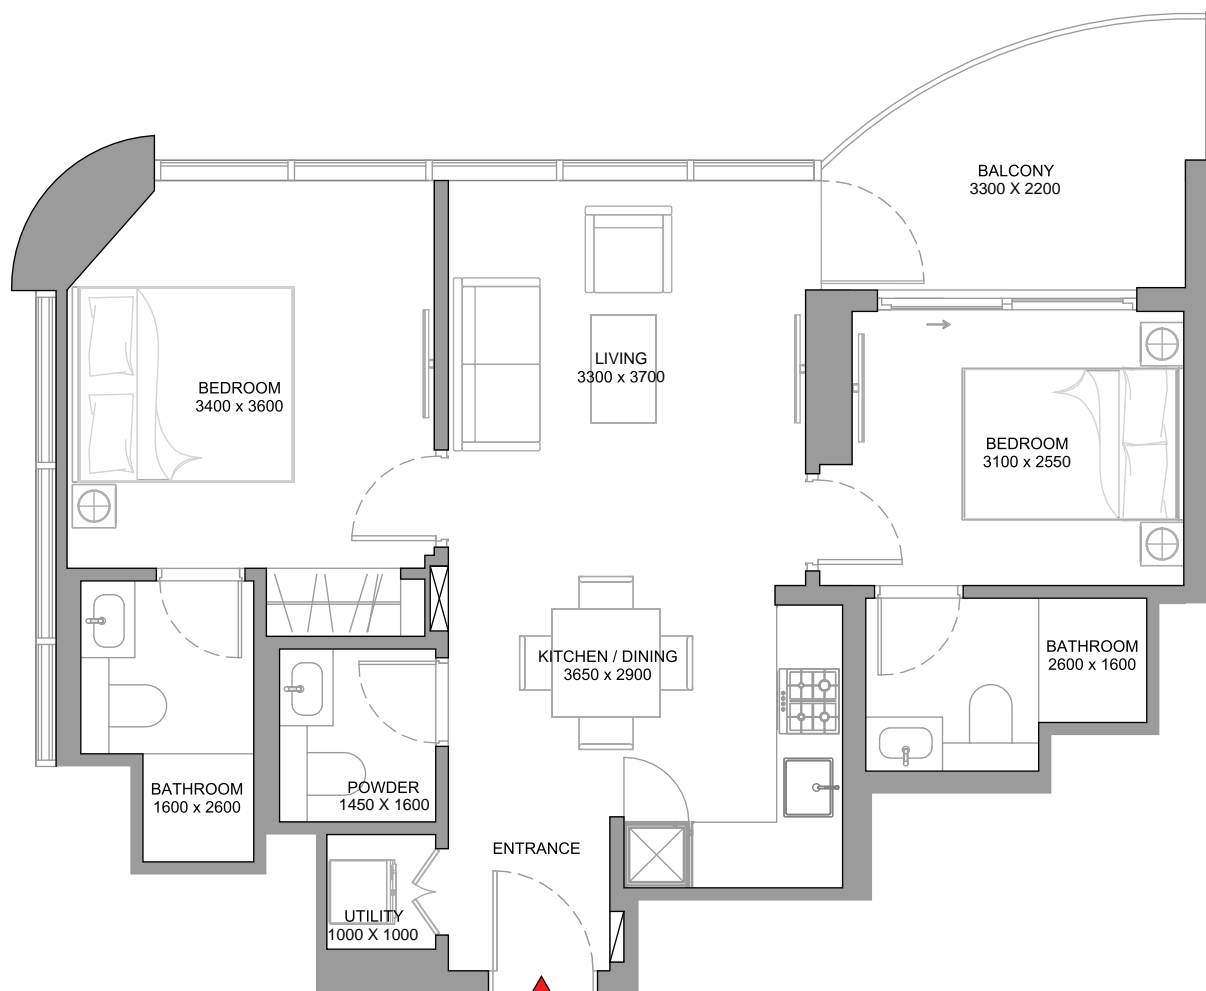 BALCONY
3300 X 2200
LIVING
3300 x 3700
BEDROOM
3400 x 3600
BEDROOM
3100 x 2550
KITCHEN / DINING
3650 x 2900
BATHROOM
2600 x 1600
BATHROOM
1600 x 2600
POWDER
1450 X 1600
ENTRANCE
UTILITY
1000 X 1000